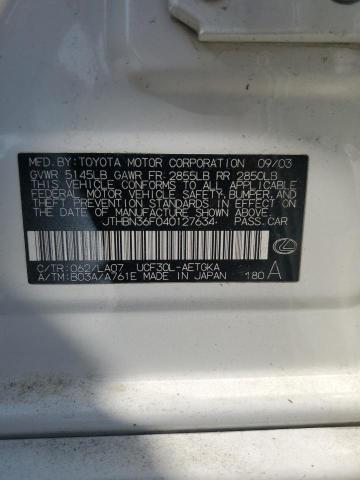 MFD. BY: TOYOTA MOTOR CORPORATION 09/03
GVWR 5145LB GAWR FR 2855LB RR 2850LB
THIS VEHICLE CONFORMS TO ALL APPLICABLE
FEDERAL MOTOR VEHICLE SAFETY, BUMPER, AND
THEFT PREVENTION STANDARDS IN EFFECT ON
THE DATE OF MANUFACTURE SHOWN ABOVE.
JTHBN36F040127634 PASS.CAR
C/TR:062/LA07 UCF30L-AETGKA
A/TM:B03A/A761E MADE IN JAPAN 180 A